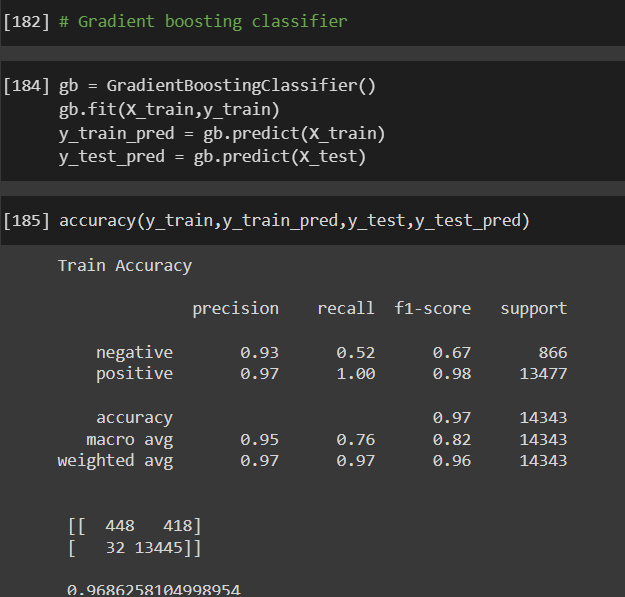 [182] # Gradient boosting classifier
[184] gb = GradientBoostingClassifier()
gb.fit(X_train,y_train)
y_train_pred = gb.predict(X_train)
y_test_pred = gb.predict(X_test)
[185] accuracy(y_train,y_train_pred,y_test,y_test_pred)
Train Accuracy
precision recall f1-score support
negative 0.93 0.52 0.67 866
positive 0.97 1.00 0.98 13477
accuracy 0.97 14343
macro avg 0.95 0.76 0.82 14343
weighted avg 0.97 0.97 0.96 14343
[[ 448 418]
[ 32 13445]]
0.9686258104998954